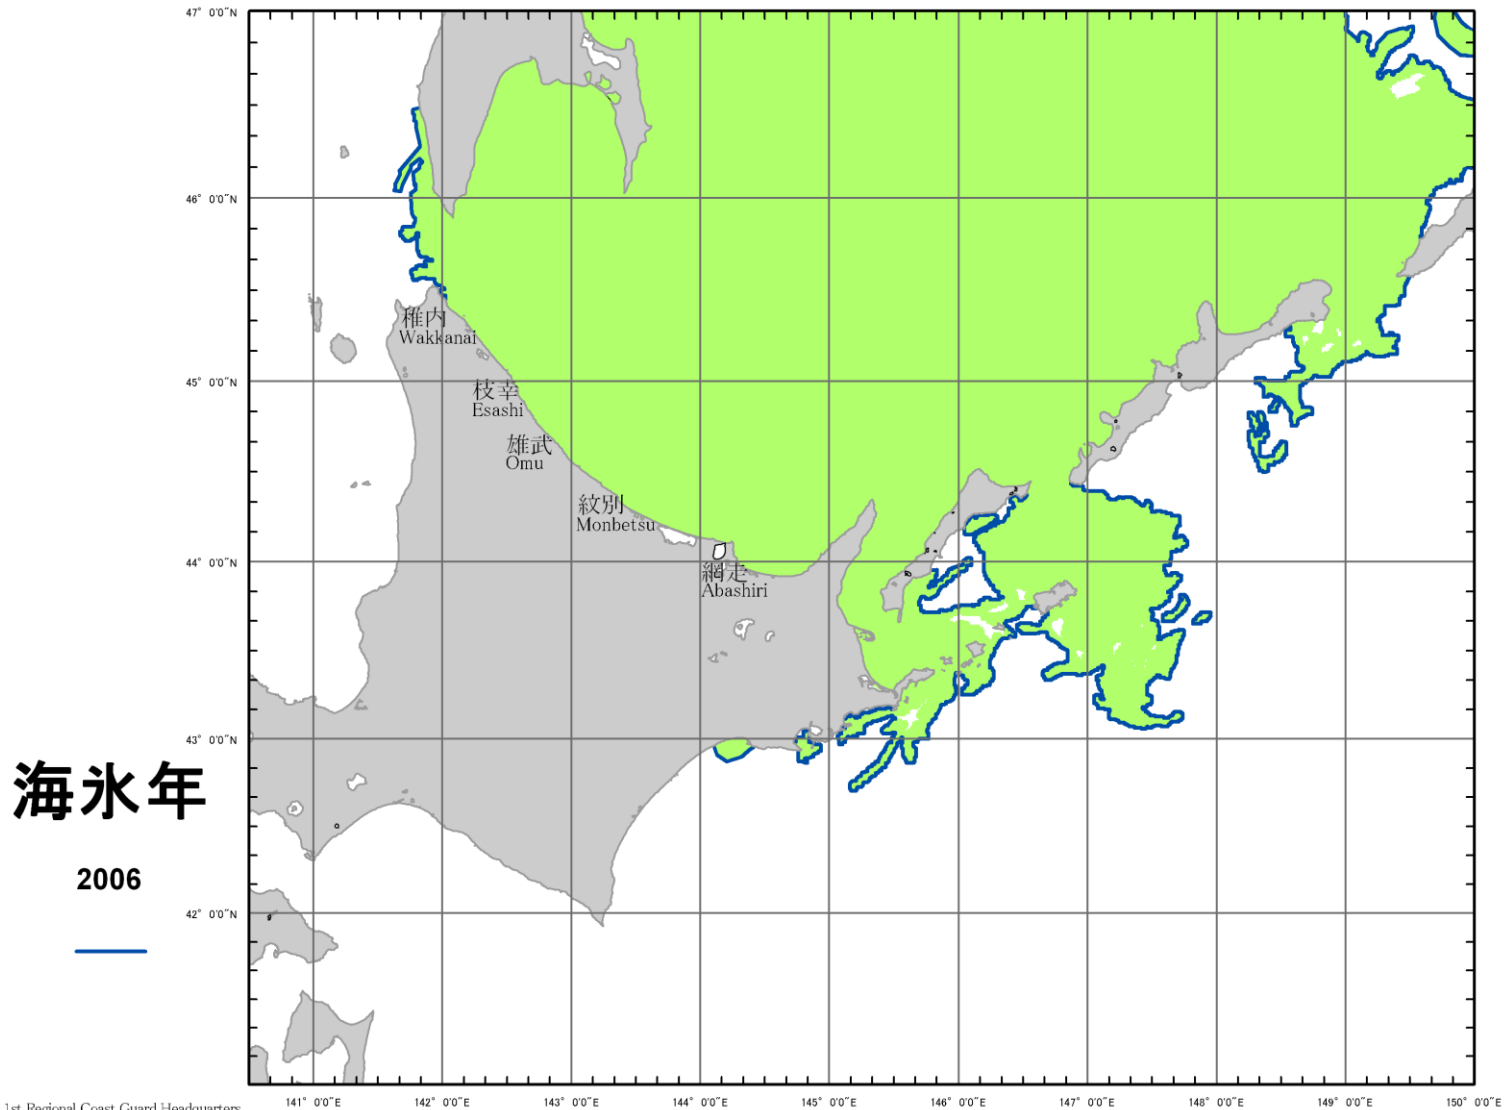 47° 0'0"N
46° 0'0"N
稚内
Wakkanai
45° 0'0"N
枝幸
Esashi
雄武
Omu
紋別
Monbetsu
44° 0'0"N
網走
Abashiri
43° 0'0"N
海氷年
2006
42° 0'0"N
1st Regional Coast Guard Headquarters
141° 0'0"E 142° 0'0"E 143° 0'0"E 144° 0'0"E 145° 0'0"E 146° 0'0"E 147° 0'0"E 148° 0'0"E 149° 0'0"E 150° 0'0"E